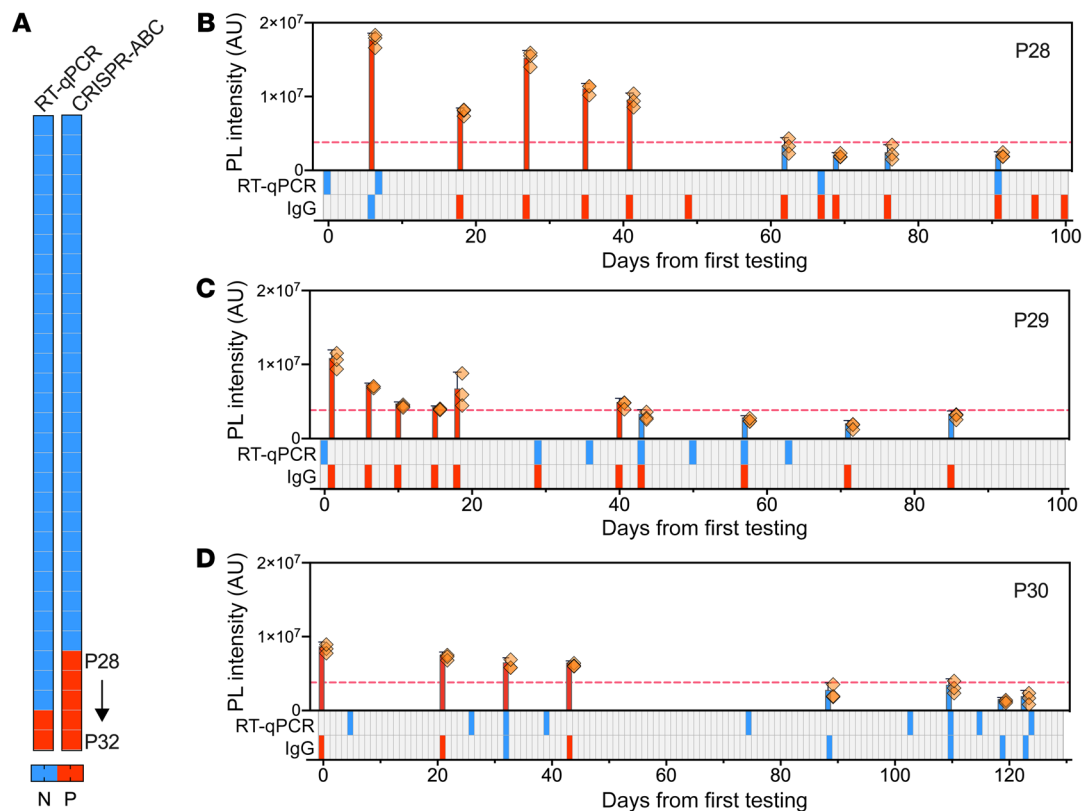 A
RT-qPCR
CRISPR-ABC
P28
P32
N P
B
PL intensity (AU)
2×10⁷
1×10⁷
0
P28
RT-qPCR
IgG
0 20 40 60 80 100
Days from first testing
C
PL intensity (AU)
2×10⁷
1×10⁷
0
P29
RT-qPCR
IgG
0 20 40 60 80 100
Days from first testing
D
PL intensity (AU)
2×10⁷
1×10⁷
0
P30
RT-qPCR
IgG
0 20 40 60 80 100 120
Days from first testing